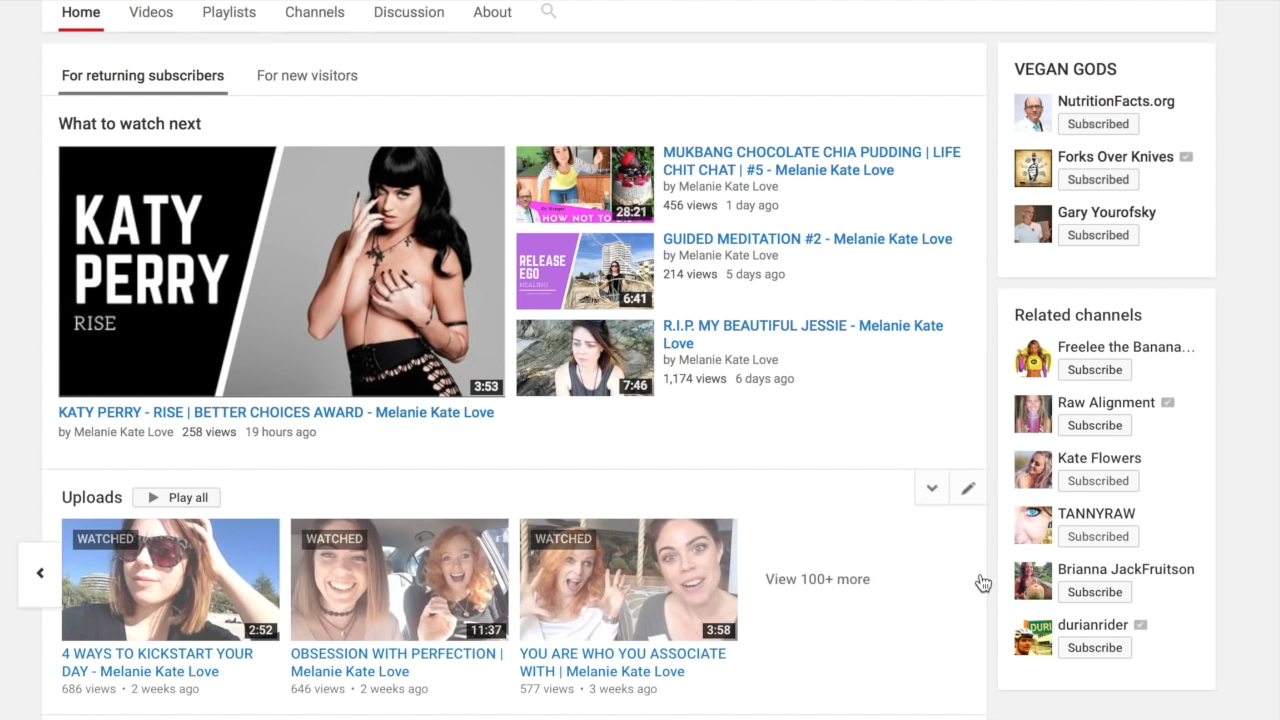 Home Videos Playlists Channels Discussion About
For returning subscribers For new visitors
What to watch next
KATY
PERRY
RISE
3:53
KATY PERRY - RISE | BETTER CHOICES AWARD - Melanie Kate Love
by Melanie Kate Love 258 views 19 hours ago
HOW NOT TO
28:21
MUKBANG CHOCOLATE CHIA PUDDING | LIFE
CHIT CHAT | #5 - Melanie Kate Love
by Melanie Kate Love
456 views 1 day ago
RELEASE
EGO
HEALING
6:41
GUIDED MEDITATION #2 - Melanie Kate Love
by Melanie Kate Love
214 views 5 days ago
7:46
R.I.P. MY BEAUTIFUL JESSIE - Melanie Kate
Love
by Melanie Kate Love
1,174 views 6 days ago
Uploads Play all
WATCHED
2:52
4 WAYS TO KICKSTART YOUR
DAY - Melanie Kate Love
686 views • 2 weeks ago
WATCHED
11:37
OBSESSION WITH PERFECTION |
Melanie Kate Love
646 views • 2 weeks ago
WATCHED
3:58
YOU ARE WHO YOU ASSOCIATE
WITH | Melanie Kate Love
577 views • 3 weeks ago
View 100+ more
VEGAN GODS
NutritionFacts.org
Subscribed
Forks Over Knives
Subscribed
Gary Yourofsky
Subscribed
Related channels
Freelee the Banana...
Subscribe
Raw Alignment
Subscribe
Kate Flowers
Subscribed
TANNYRAW
Subscribed
Brianna JackFruitson
Subscribe
DURI
durianrider
Subscribe